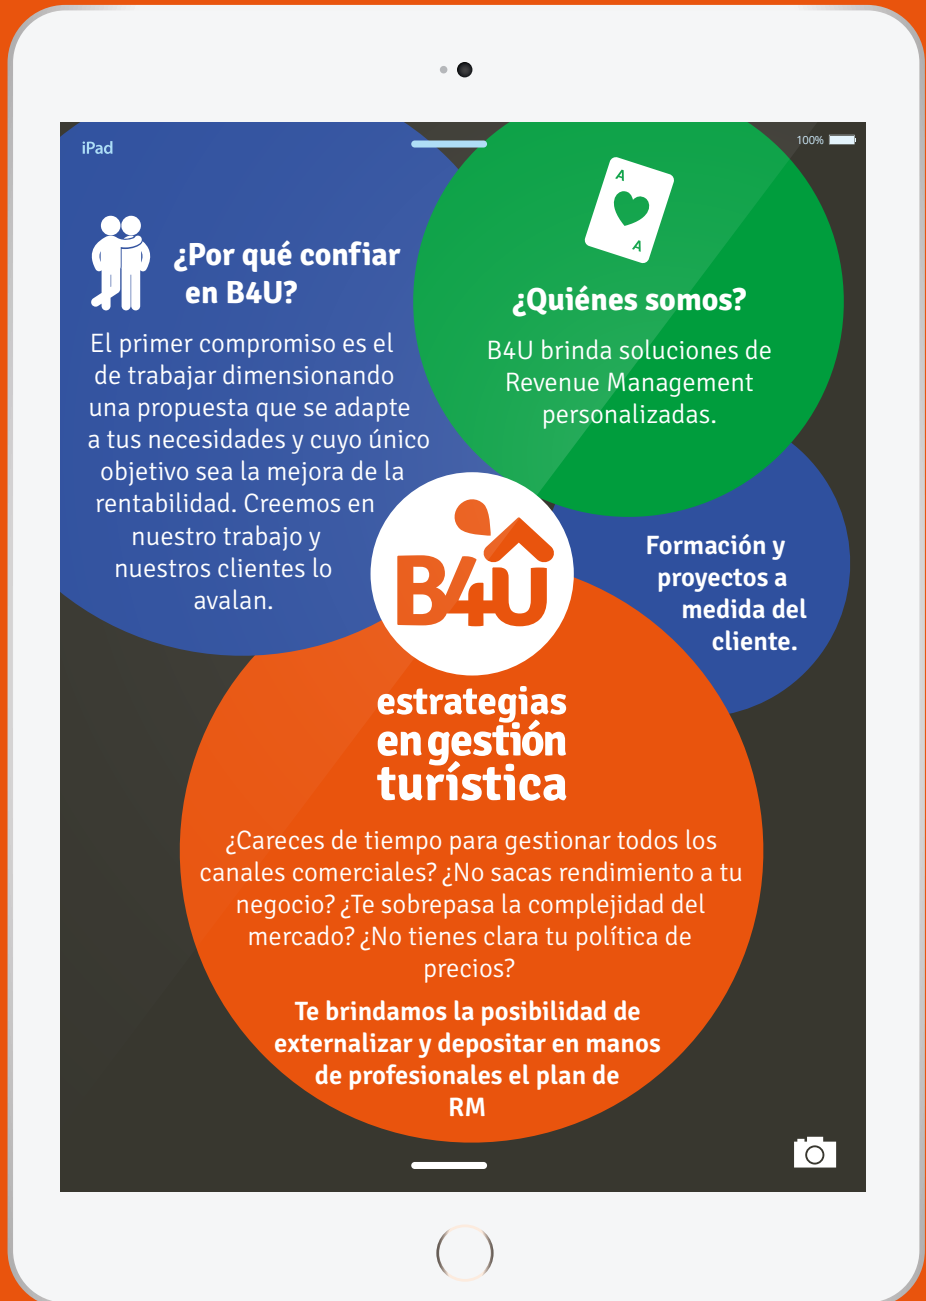 iPad
100%
¿Por qué confiar
en B4U?
El primer compromiso es el
de trabajar dimensionando
una propuesta que se adapte
a tus necesidades y cuyo único
objetivo sea la mejora de la
rentabilidad. Creemos en
nuestro trabajo y
nuestros clientes lo
avalan.
A
A
¿Quiénes somos?
B4U brinda soluciones de
Revenue Management
personalizadas.
Formación y
proyectos a
medida del
cliente.
B4U
estrategias
en gestión
turística
¿Careces de tiempo para gestionar todos los
canales comerciales? ¿No sacas rendimiento a tu
negocio? ¿Te sobrepasa la complejidad del
mercado? ¿No tienes clara tu política de
precios?
Te brindamos la posibilidad de
externalizar y depositar en manos
de profesionales el plan de
RM